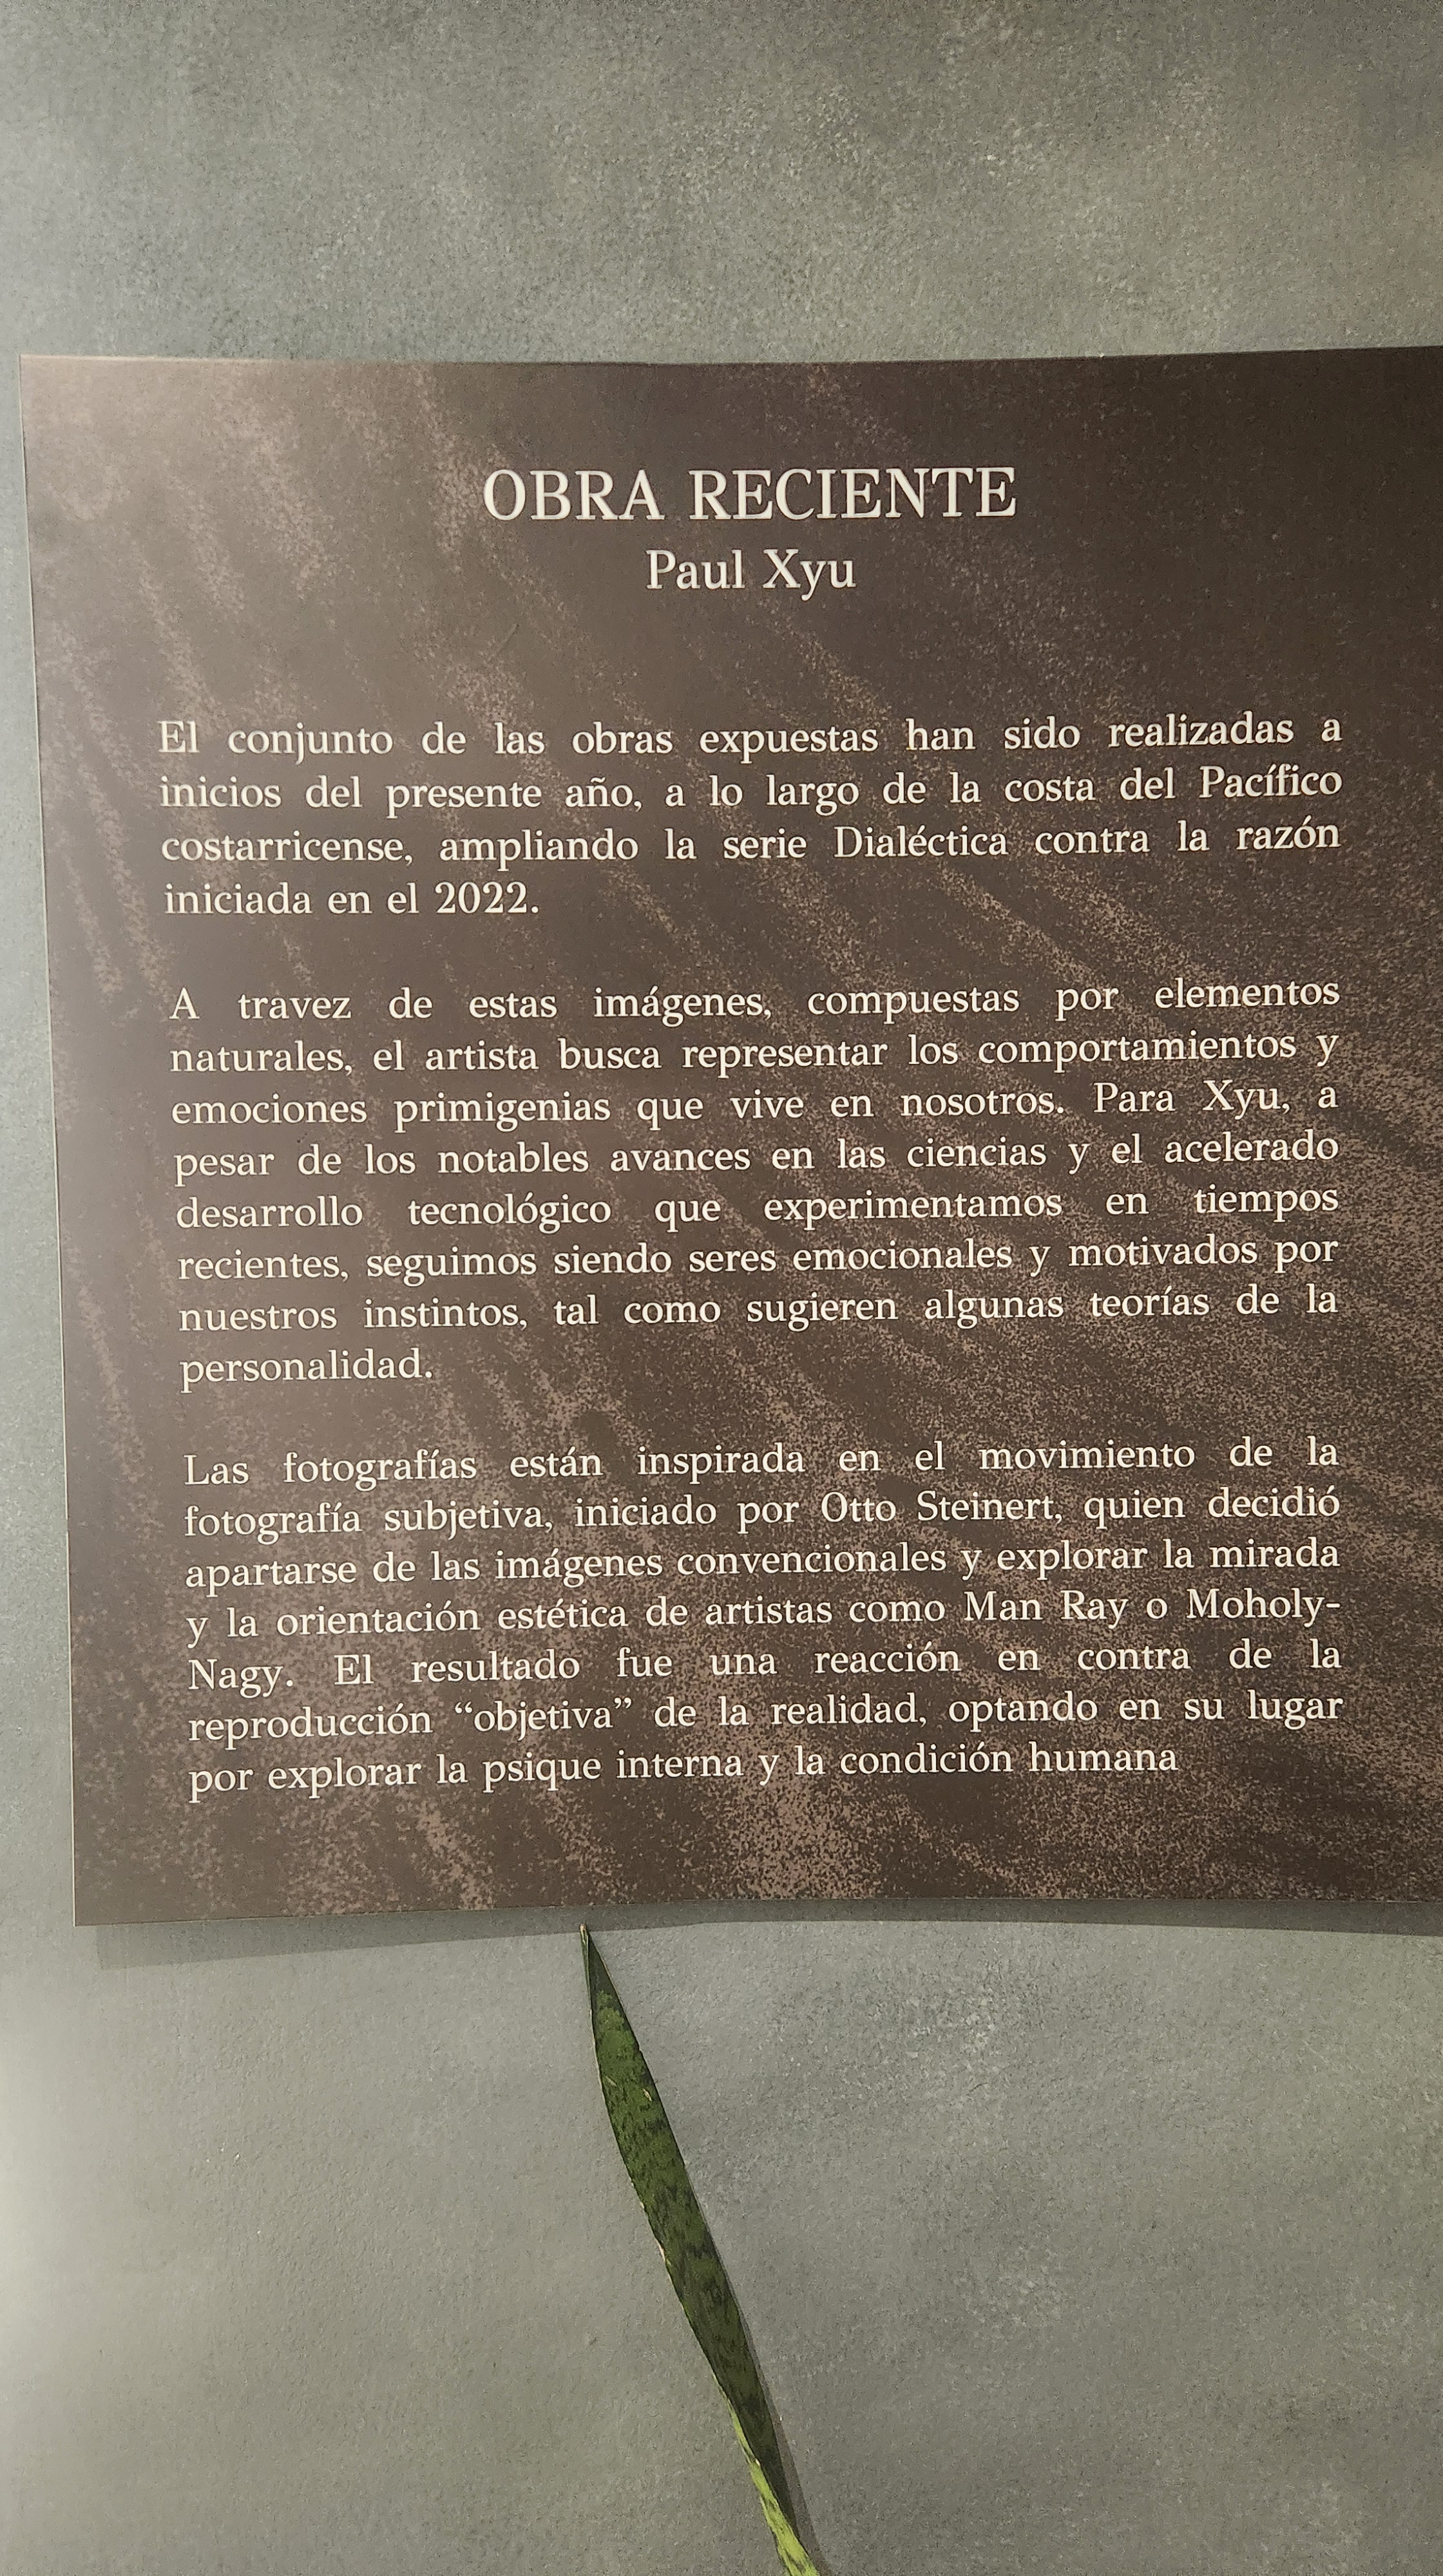 OBRA RECIENTE
Paul Xyu
El conjunto de las obras expuestas han sido realizadas a
inicios del presente año, a lo largo de la costa del Pacífico
costarricense, ampliando la serie Dialéctica contra la razón
iniciada en el 2022.
A travez de estas imágenes, compuestas por elementos
naturales, el artista busca representar los comportamientos y
emociones primigenias que vive en nosotros. Para Xyu, a
pesar de los notables avances en las ciencias y el acelerado
desarrollo tecnológico que experimentamos en tiempos
recientes, seguimos siendo seres emocionales y motivados por
nuestros instintos, tal como sugieren algunas teorías de la
personalidad.
Las fotografías están inspirada en el movimiento de la
fotografía subjetiva, iniciado por Otto Steinert, quien decidió
apartarse de las imágenes convencionales y explorar la mirada
y la orientación estética de artistas como Man Ray o Moholy-
Nagy. El resultado fue una reacción en contra de la
reproducción “objetiva” de la realidad, optando en su lugar
por explorar la psique interna y la condición humana